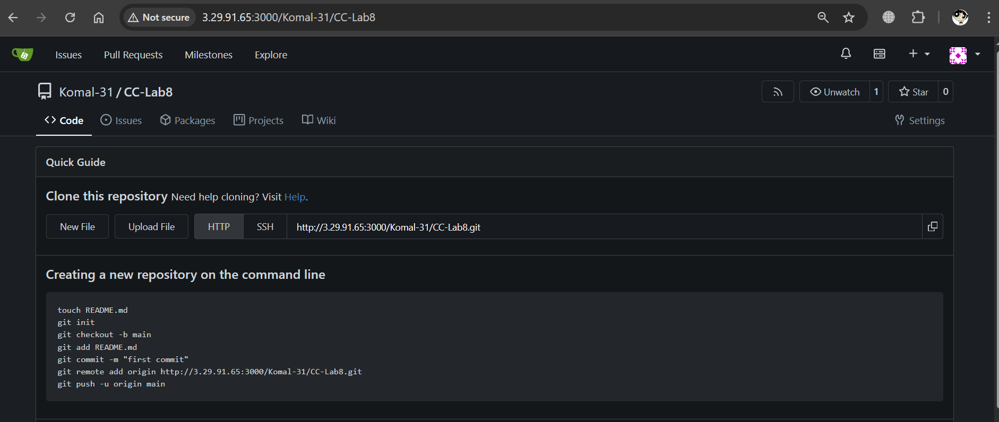 Not secure 3.29.91.65:3000/Komal-31/CC-Lab8
Issues Pull Requests Milestones Explore
Komal-31 / CC-Lab8
Unwatch 1 Star 0
Code Issues Packages Projects Wiki Settings
Quick Guide
Clone this repository Need help cloning? Visit Help.
New File Upload File HTTP SSH http://3.29.91.65:3000/Komal-31/CC-Lab8.git
Creating a new repository on the command line
touch README.md
git init
git checkout -b main
git add README.md
git commit -m "first commit"
git remote add origin http://3.29.91.65:3000/Komal-31/CC-Lab8.git
git push -u origin main